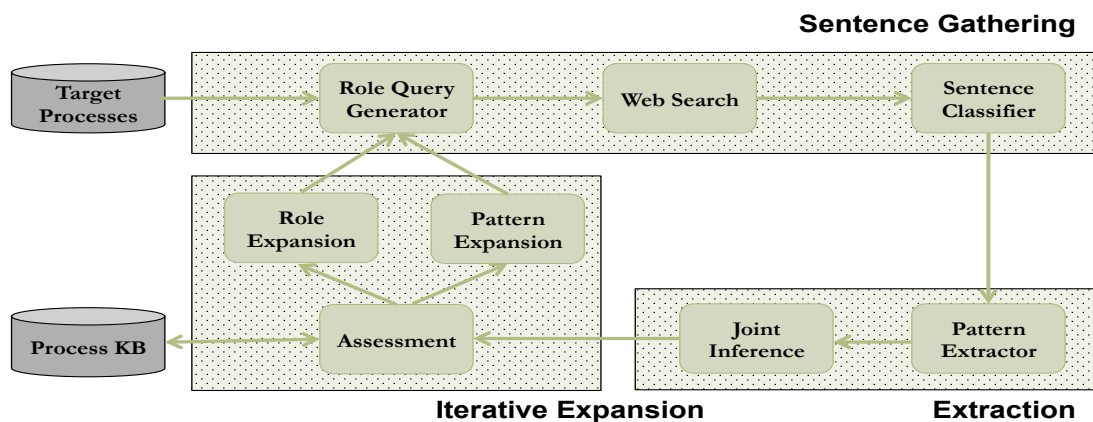 Sentence Gathering
Target
Processes
Role Query
Generator
Web Search
Sentence
Classifier
Role
Expansion
Pattern
Expansion
Process KB
Assessment
Joint
Inference
Pattern
Extractor
Iterative Expansion
Extraction